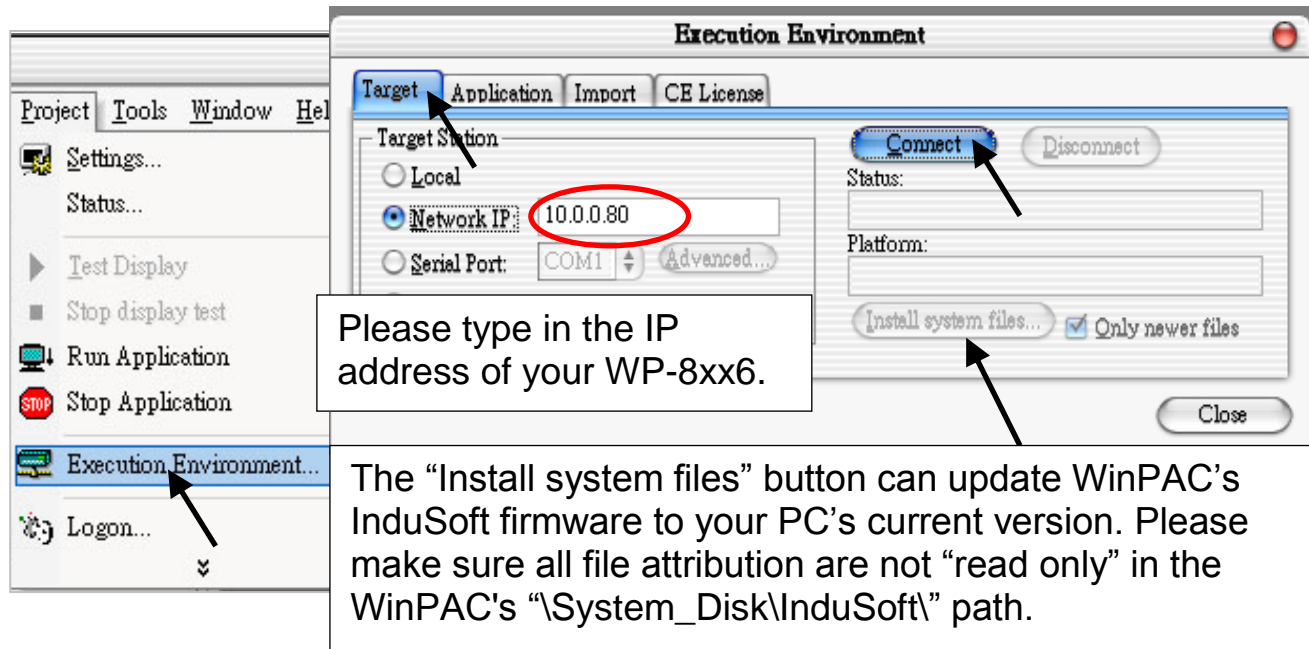 Project Tools Window Hel
Settings...
Status...
Test Display
Stop display test
Run Application
STOP Stop Application
Execution Environment...
Logon...
Execution Environment
Target Application Import CE License
Target Station
Local
Network IP: 10.0.0.80
Serial Port: COM1 Advanced...
Connect Disconnect
Status:
Platform:
Install system files... Only newer files
Close
Please type in the IP
address of your WP-8xx6.
The “Install system files” button can update WinPAC’s
InduSoft firmware to your PC’s current version. Please
make sure all file attribution are not “read only” in the
WinPAC's “\System_Disk\InduSoft\” path.